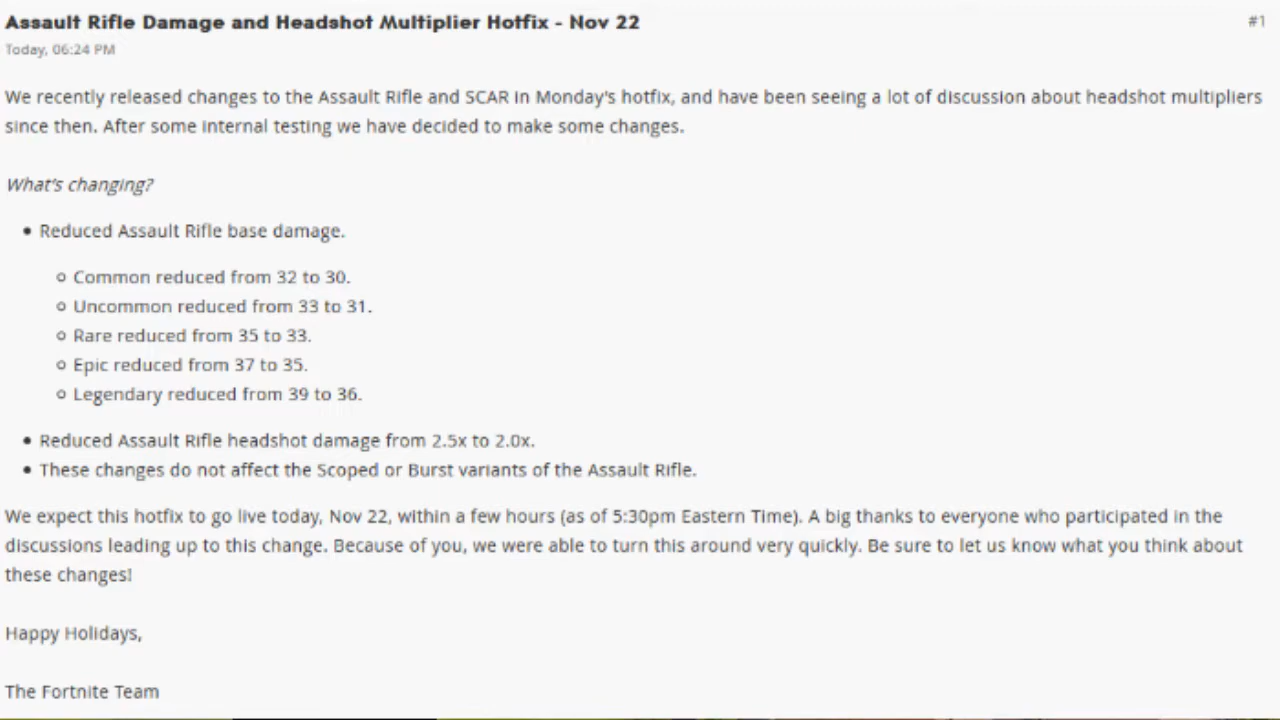 Assault Rifle Damage and Headshot Multiplier Hotfix - Nov 22
#1
Today, 06:24 PM
We recently released changes to the Assault Rifle and SCAR in Monday's hotfix, and have been seeing a lot of discussion about headshot multipliers
since then. After some internal testing we have decided to make some changes.
What's changing?
• Reduced Assault Rifle base damage.
○ Common reduced from 32 to 30.
○ Uncommon reduced from 33 to 31.
○ Rare reduced from 35 to 33.
○ Epic reduced from 37 to 35.
○ Legendary reduced from 39 to 36.
• Reduced Assault Rifle headshot damage from 2.5x to 2.0x.
• These changes do not affect the Scoped or Burst variants of the Assault Rifle.
We expect this hotfix to go live today, Nov 22, within a few hours (as of 5:30pm Eastern Time). A big thanks to everyone who participated in the
discussions leading up to this change. Because of you, we were able to turn this around very quickly. Be sure to let us know what you think about
these changes!
Happy Holidays,
The Fortnite Team